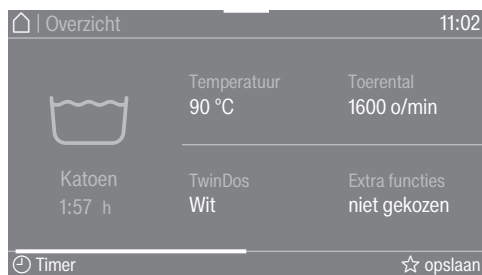 Overzicht
11:02
Temperatuur
90 °C
Toerental
1600 o/min
Katoen
1:57 h
TwinDos
Wit
Extra functies
niet gekozen
Timer
opslaan